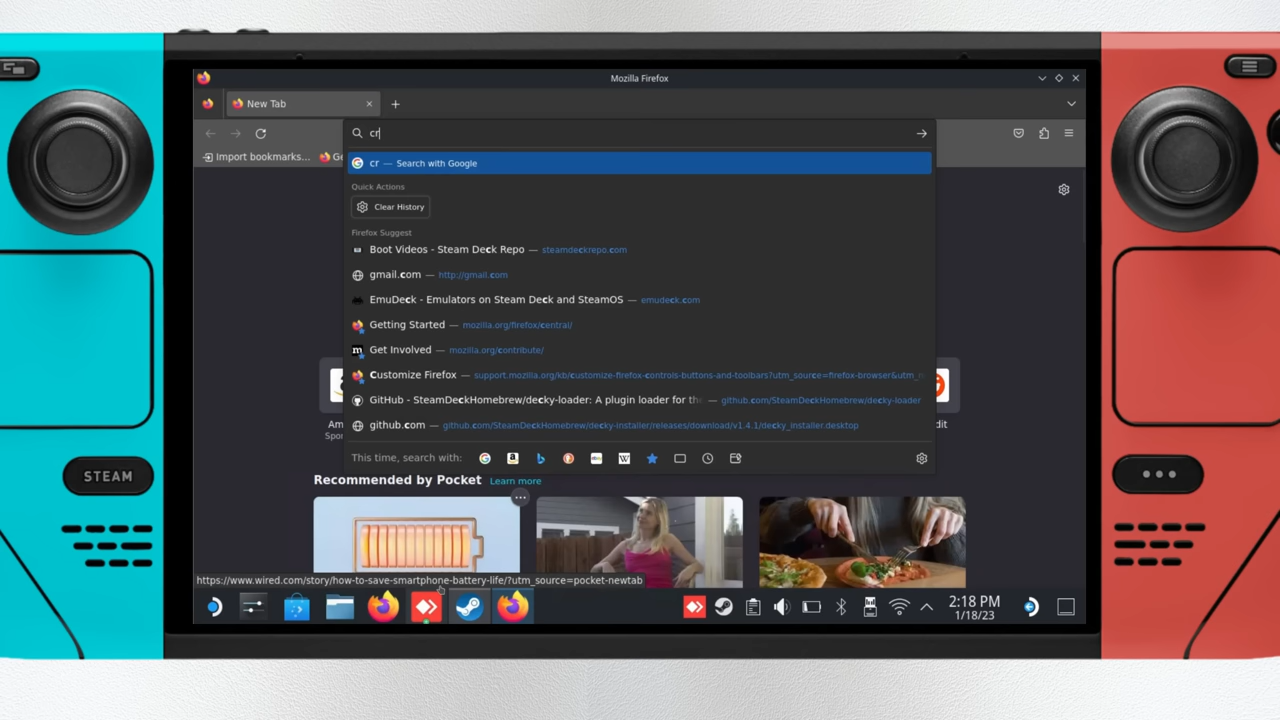 Mozilla Firefox
New Tab
cr
cr — Search with Google
Import bookmarks...
Ge
Quick Actions
Clear History
Firefox Suggest
Boot Videos - Steam Deck Repo — steamdeckrepo.com
gmail.com — http://gmail.com
EmuDeck - Emulators on Steam Deck and SteamOS — emudeck.com
Getting Started — mozilla.org/firefox/central/
Get Involved — mozilla.org/contribute/
Customize Firefox — support.mozilla.org/kb/customize-firefox-controls-buttons-and-toolbars?utm_source=firefox-browser&utm_
GitHub - SteamDeckHomebrew/decky-loader: A plugin loader for th — github.com/SteamDeckHomebrew/decky-loader
github.com — github.com/SteamDeckHomebrew/decky-installer/releases/download/v1.4.1/decky_installer.desktop
Am
Spor
dit
This time, search with:
Recommended by Pocket Learn more
STEAM
https://www.wired.com/story/how-to-save-smartphone-battery-life/?utm_source=pocket-newtab
2:18 PM
1/18/23